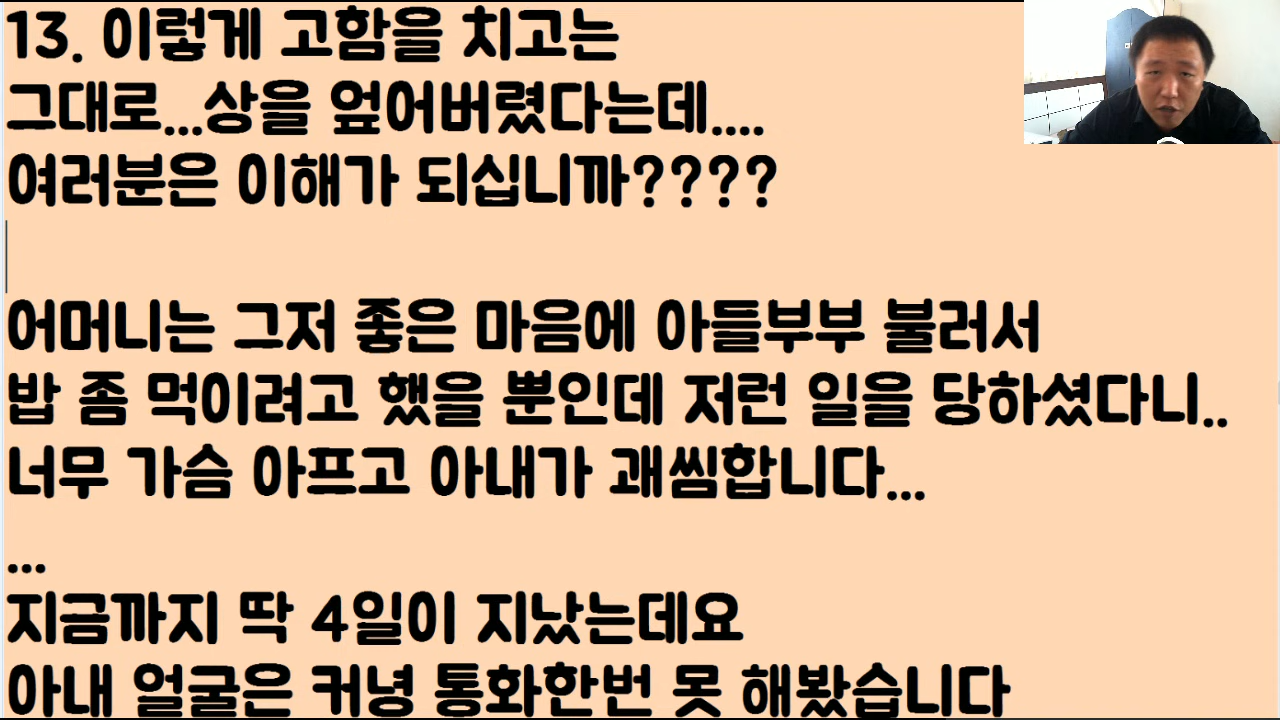 13. 이렇게 고함을 치고는
그대로...상을 엎어버렸다는데....
여러분은 이해가 되십니까????
어머니는 그저 좋은 마음에 아들부부 불러서
밥 좀 먹이려고 했을 뿐인데 저런 일을 당하셨다니..
너무 가슴 아프고 아내가 괘씸합니다...
...
지금까지 딱 4일이 지났는데요
아내 얼굴은 커녕 통화한번 못 해봤습니다